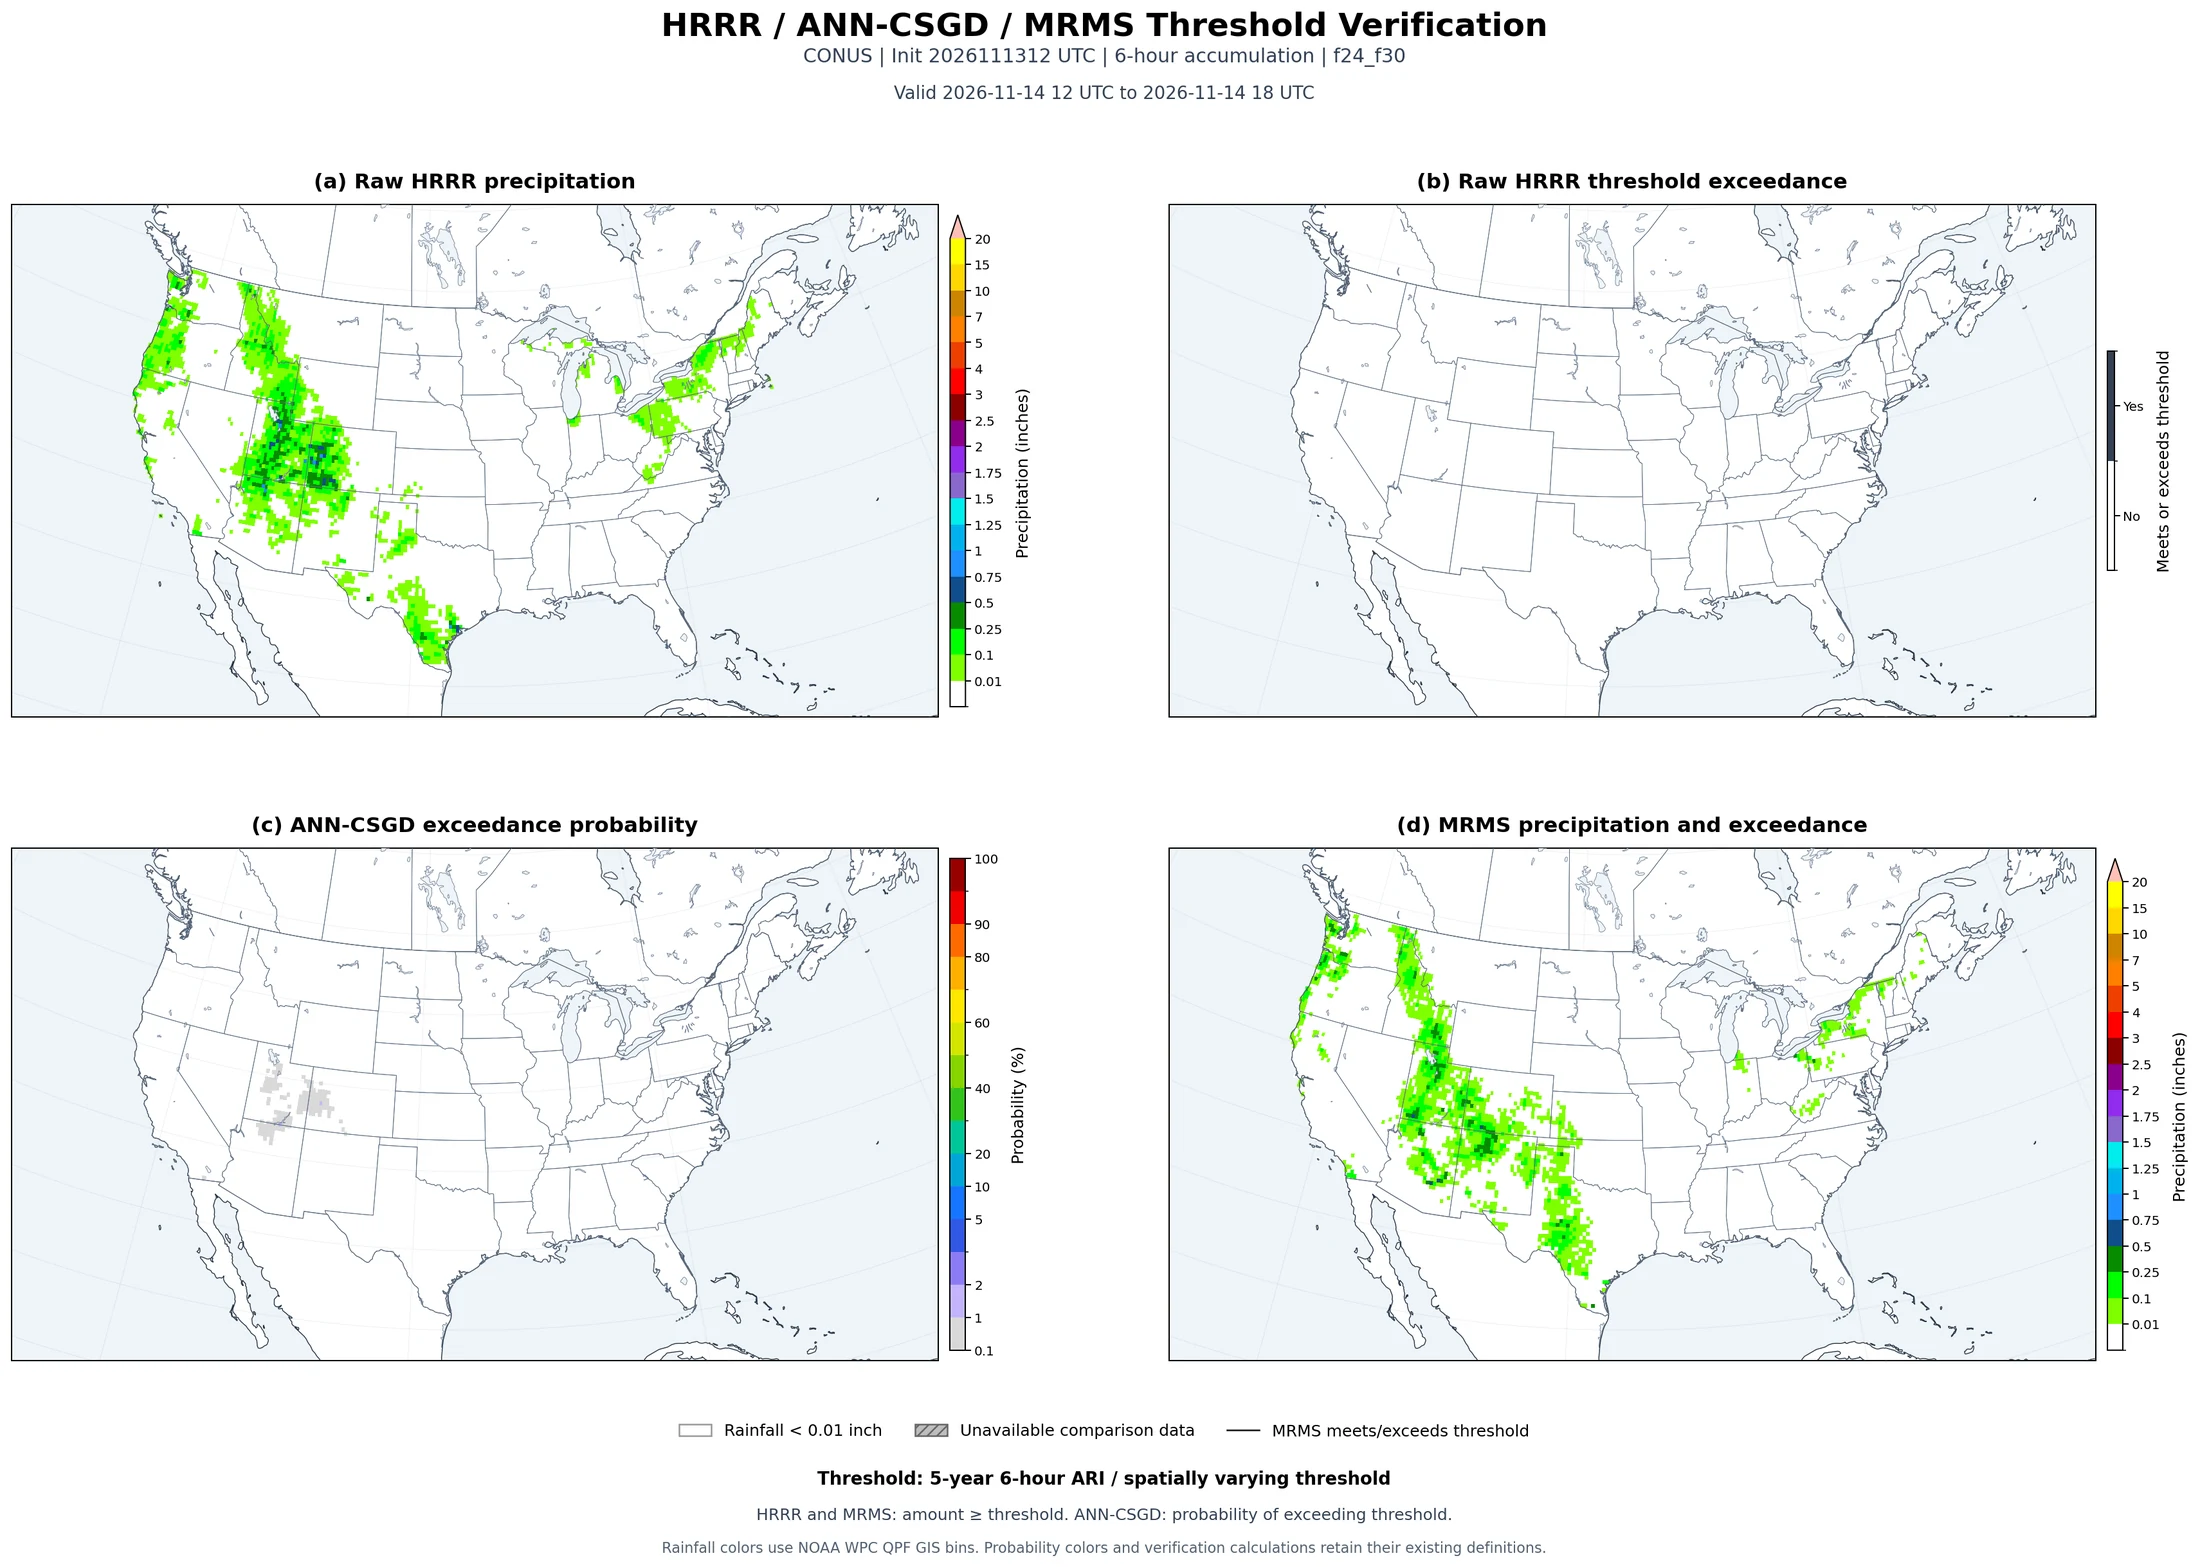 HRRR / ANN-CSGD / MRMS Threshold Verification
CONUS | Init 2026111312 UTC | 6-hour accumulation | f24_f30
Valid 2026-11-14 12 UTC to 2026-11-14 18 UTC
(a) Raw HRRR precipitation
20
15
10
7
5
4
3
2.5
2
1.75
1.5
1.25
1
0.75
0.5
0.25
0.1
0.01
Precipitation (inches)
(b) Raw HRRR threshold exceedance
Yes
No
Meets or exceeds threshold
(c) ANN-CSGD exceedance probability
100
90
80
60
40
20
10
5
2
1
0.1
Probability (%)
(d) MRMS precipitation and exceedance
20
15
10
7
5
4
3
2.5
2
1.75
1.5
1.25
1
0.75
0.5
0.25
0.1
0.01
Precipitation (inches)
Rainfall < 0.01 inch
Unavailable comparison data
MRMS meets/exceeds threshold
Threshold: 5-year 6-hour ARI / spatially varying threshold
HRRR and MRMS: amount ≥ threshold. ANN-CSGD: probability of exceeding threshold.
Rainfall colors use NOAA WPC QPF GIS bins. Probability colors and verification calculations retain their existing definitions.